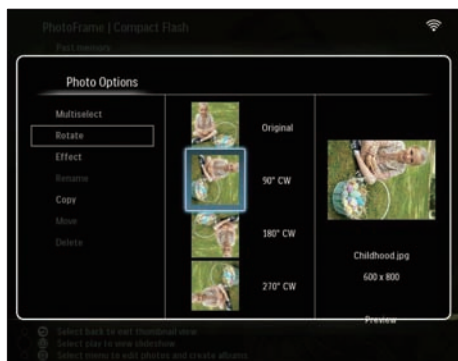 PhotoFrame | Compact Flash
Past memory
Photo Options
Multiselect
Rotate
Effect
Rename
Copy
Move
Delete
Original
90° CW
180° CW
270° CW
Childhood.jpg
600 x 800
Preview
Select back to exit thumbnail view
Select play to view slideshow
Select menu to edit photos and create albums